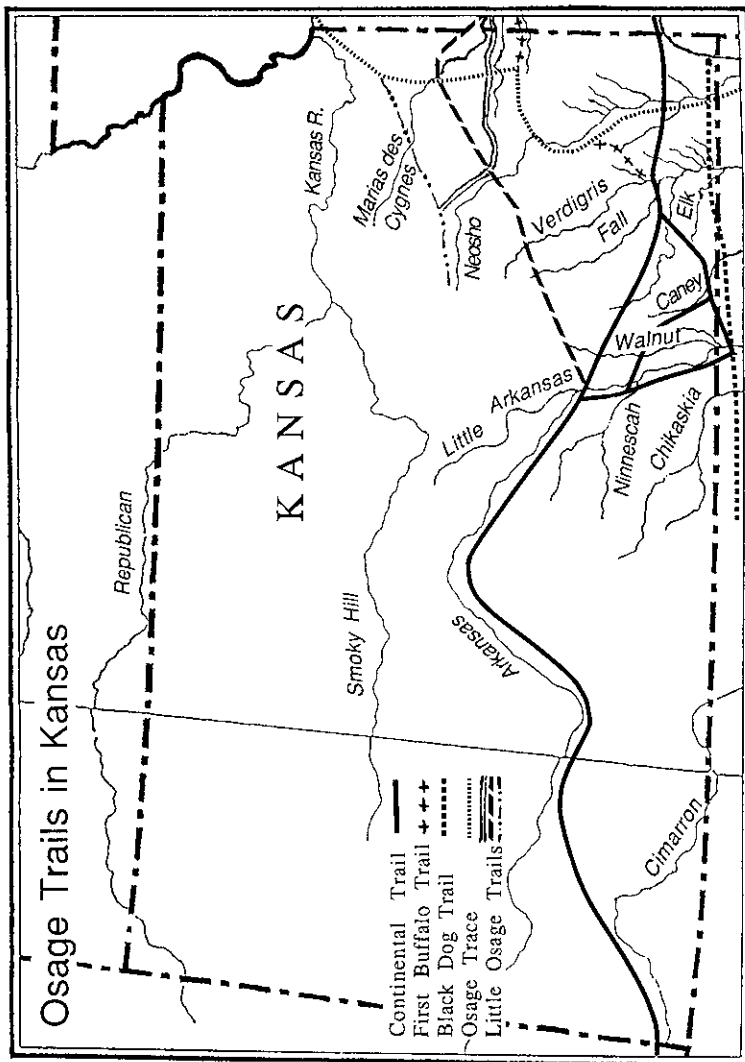 Osage Trails in Kansas
Republican
KANSAS
Kansas R.
Smoky Hill
Marias des
Cygnes
Neosho
Verdigris
Fall
Elk
Caney
Walnut
Little Arkansas
Ninnescah
Chikaskia
Arkansas
Cimarron
Continental Trail
First Buffalo Trail
Black Dog Trail
Osage Trace
Little Osage Trails